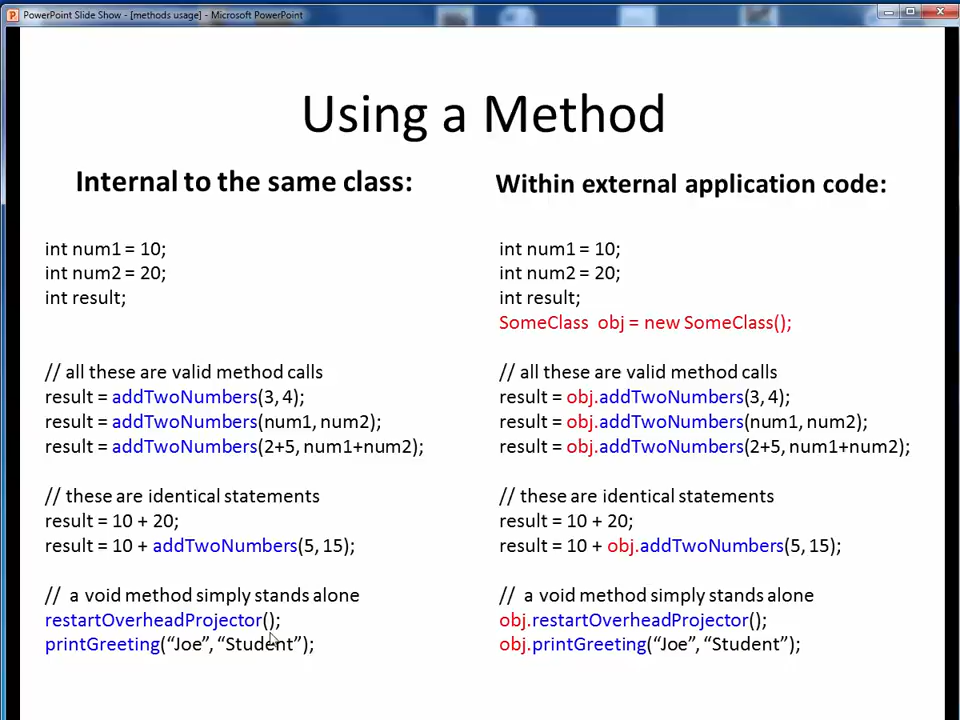 PowerPoint Slide Show - [methods usage] - Microsoft PowerPoint
Using a Method
Internal to the same class:
int num1 = 10;
int num2 = 20;
int result;
// all these are valid method calls
result = addTwoNumbers(3, 4);
result = addTwoNumbers(num1, num2);
result = addTwoNumbers(2+5, num1+num2);
// these are identical statements
result = 10 + 20;
result = 10 + addTwoNumbers(5, 15);
// a void method simply stands alone
restartOverheadProjector();
printGreeting(“Joe”, “Student”);
Within external application code:
int num1 = 10;
int num2 = 20;
int result;
SomeClass obj = new SomeClass();
// all these are valid method calls
result = obj.addTwoNumbers(3, 4);
result = obj.addTwoNumbers(num1, num2);
result = obj.addTwoNumbers(2+5, num1+num2);
// these are identical statements
result = 10 + 20;
result = 10 + obj.addTwoNumbers(5, 15);
// a void method simply stands alone
obj.restartOverheadProjector();
obj.printGreeting(“Joe”, “Student”);